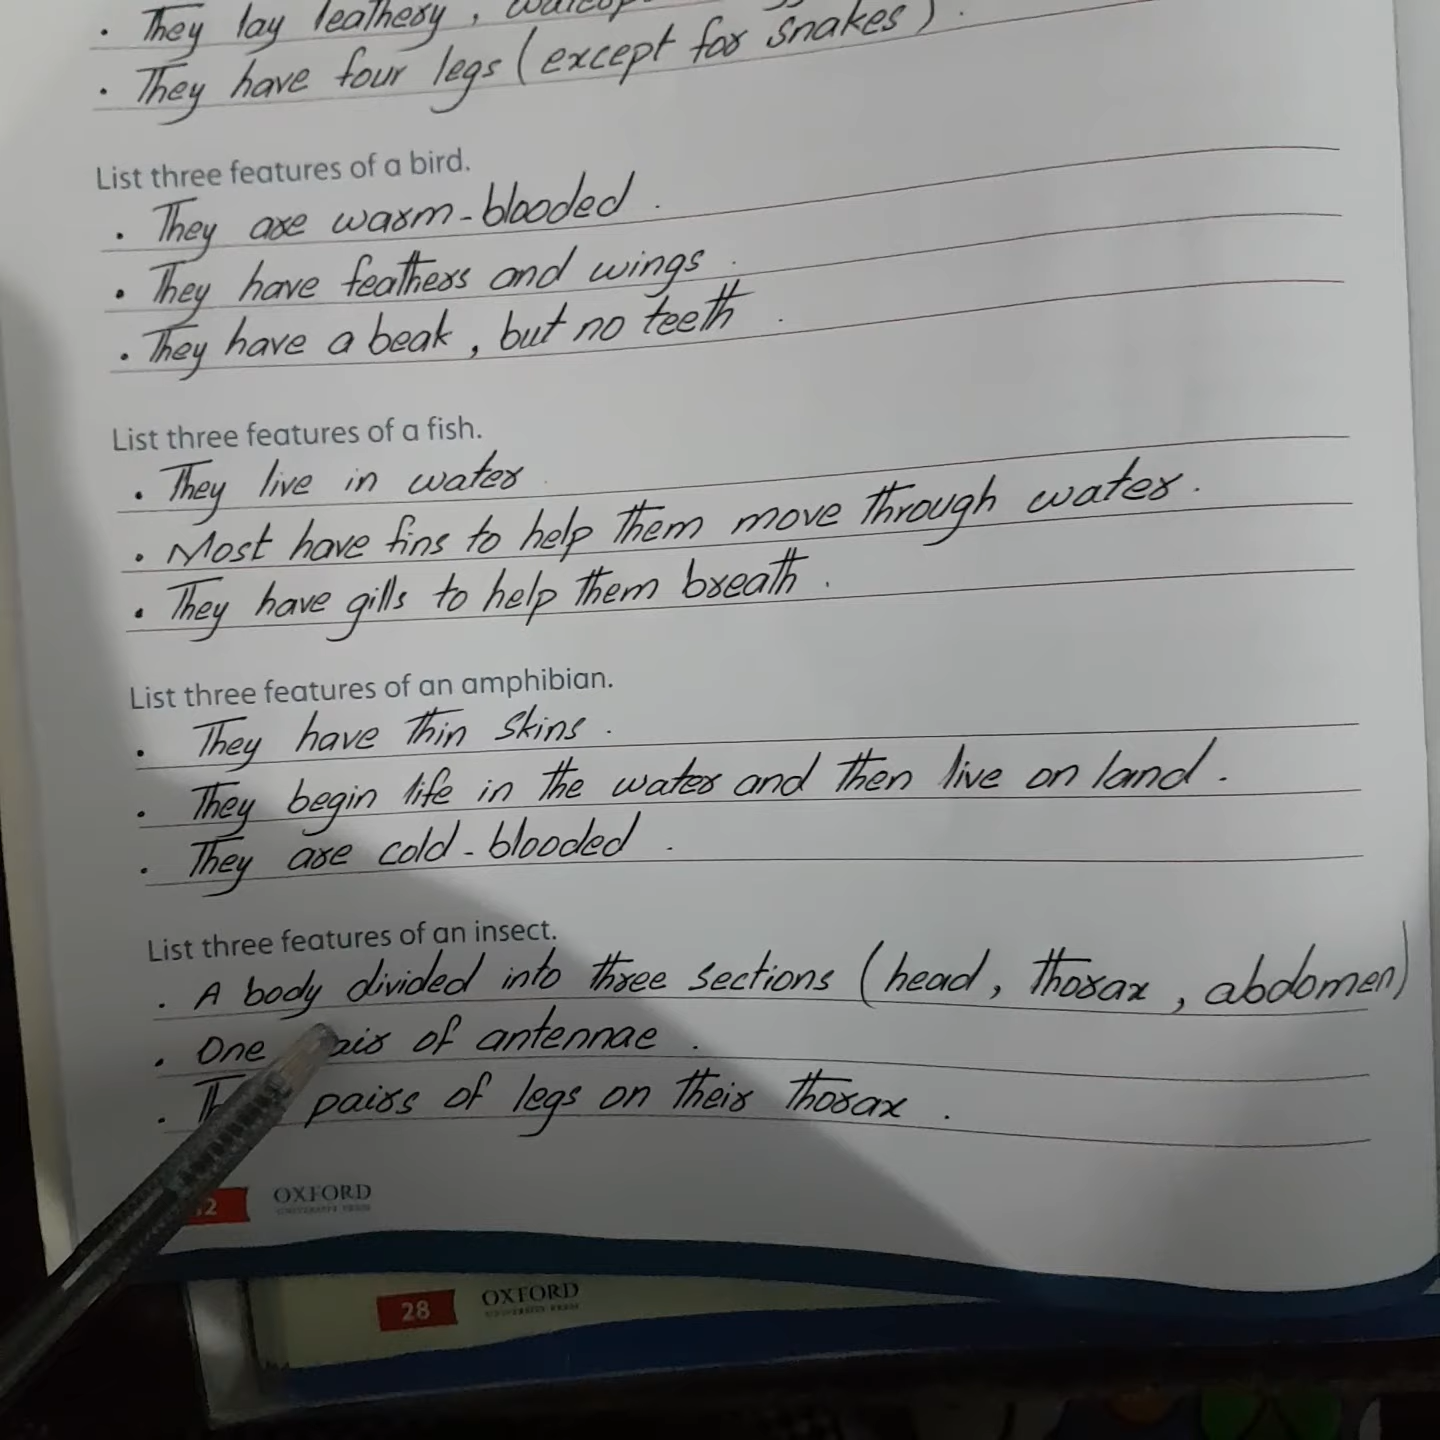 . They lay leathery ,
. They have four legs (except for snakes) .
List three features of a bird.
. They are warm-blooded .
. They have feathers and wings .
. They have a beak , but no teeth .
List three features of a fish.
. They live in water
. Most have fins to help them move through water .
. They have gills to help them breath .
List three features of an amphibian.
. They have thin skins .
. They begin life in the water and then live on land .
. They are cold-blooded .
List three features of an insect.
. A body divided into three sections (head , thorax , abdomen)
. One of antennae .
. pairs of legs on their thorax .
OXFORD
UNIVERSITY PRESS
28 OXFORD
UNIVERSITY PRESS